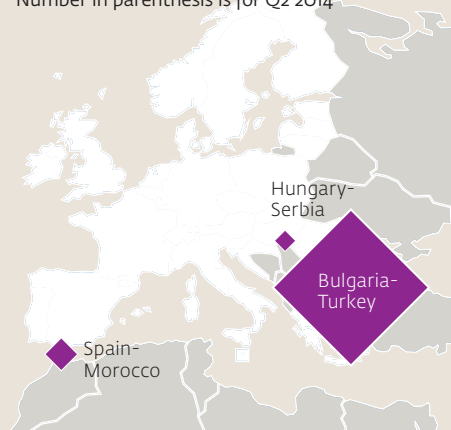 Number in parenthesis is for Q2 2014
Hungary-
Serbia
Bulgaria-
Turkey
Spain-
Morocco